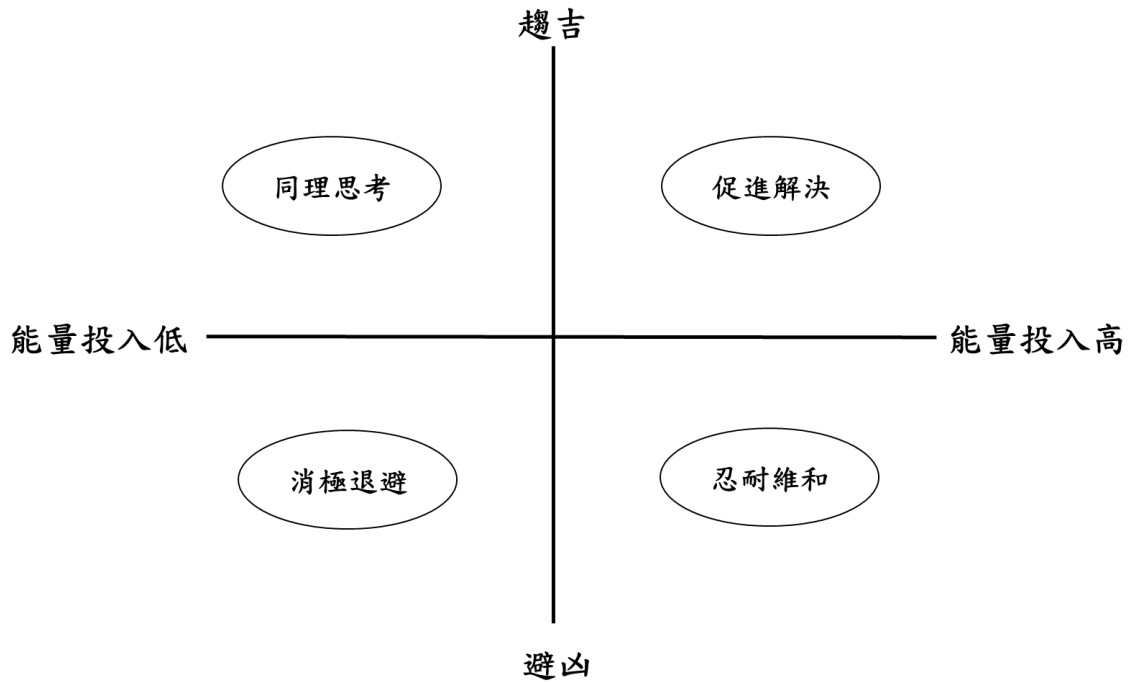 趨吉
同理思考
促進解決
能量投入低
能量投入高
消極退避
忍耐維和
避凶